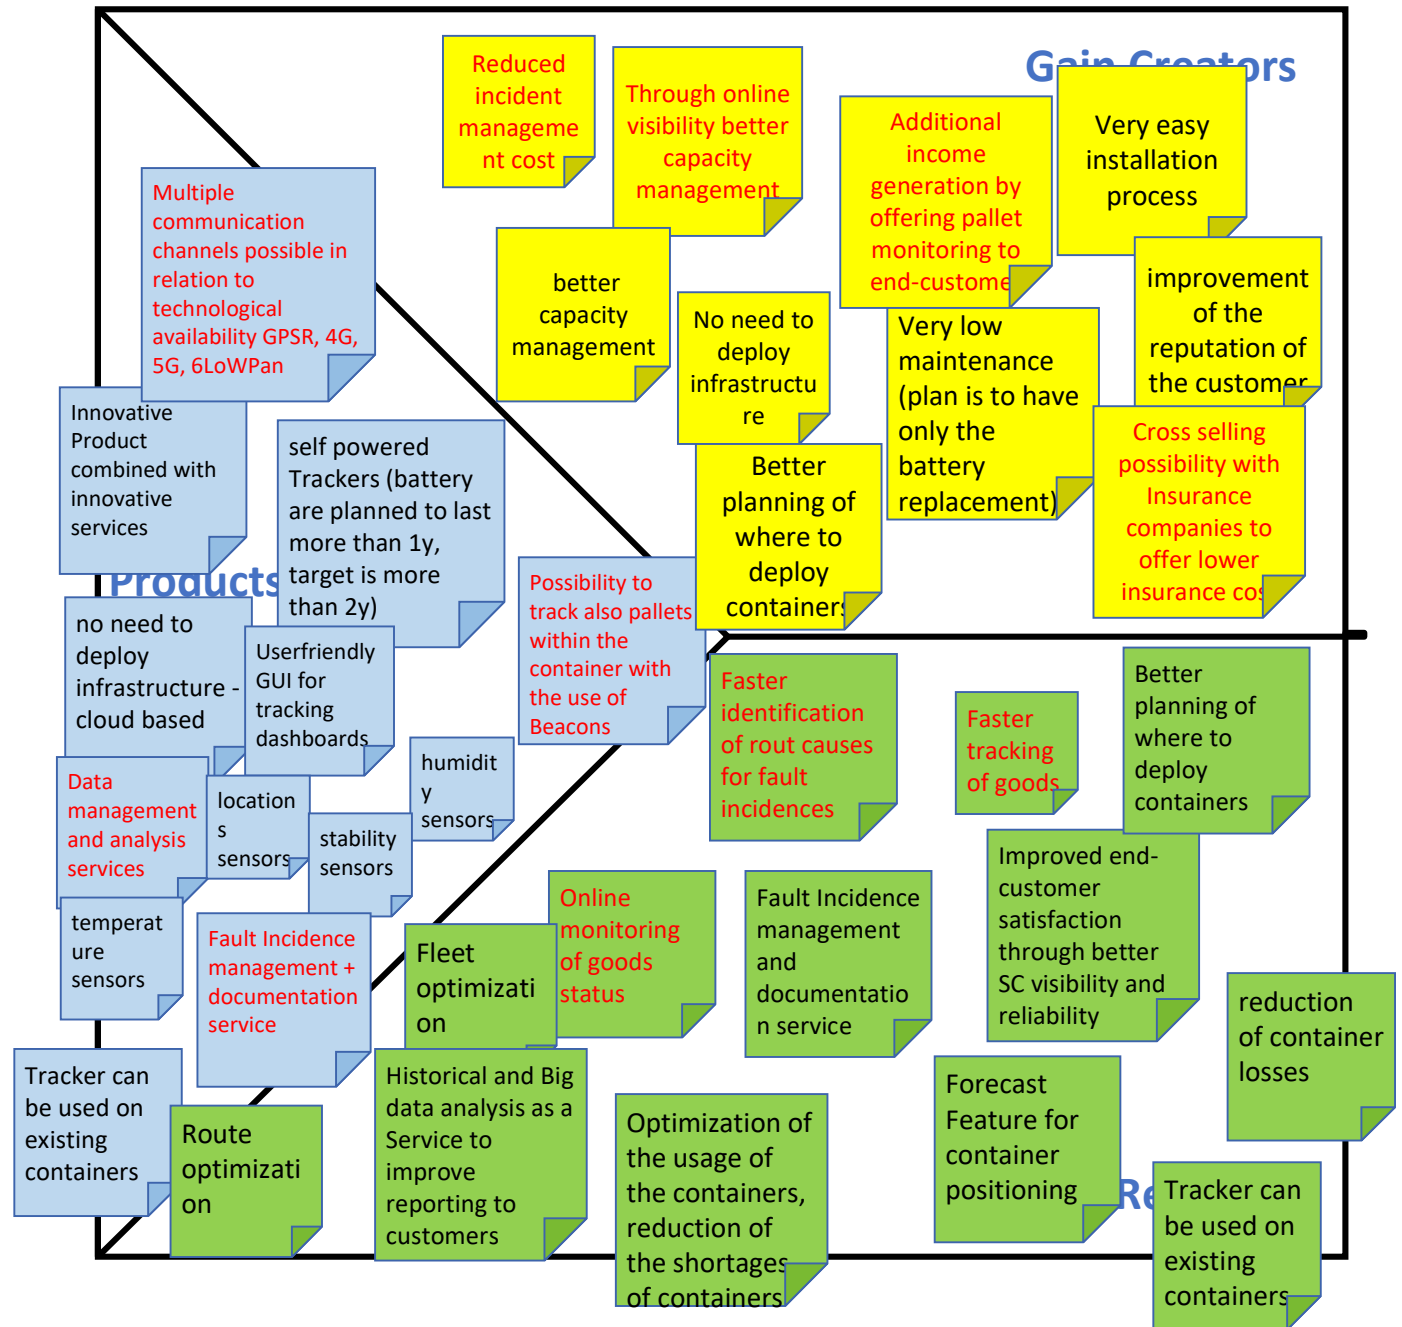 Gain Creators
Reduced
incident
manageme
nt cost
Through online
visibility better
capacity
management
Additional
income
generation by
offering pallet
monitoring to
end-custome
Very easy
installation
process
better
capacity
management
No need to
deploy
infrastructu
re
Very low
maintenance
(plan is to have
only the
battery
replacement)
improvement
of the
reputation of
the customer
Better
planning of
where to
deploy
containers
Cross selling
possibility with
Insurance
companies to
offer lower
insurance cos
Multiple
communication
channels possible in
relation to
technological
availability GPSR, 4G,
5G, 6LoWPan
Innovative
Product
combined with
innovative
services
self powered
Trackers (battery
are planned to last
more than 1y,
target is more
than 2y)
Products
Possibility to
track also pallets
within the
container with
the use of
Beacons
no need to
deploy
infrastructure -
cloud based
Userfriendly
GUI for
tracking
dashboards
Data
management
and analysis
services
location
s
sensors
stability
sensors
humidit
y
sensors
temperat
ure
sensors
Fault Incidence
management +
documentation
service
Tracker can
be used on
existing
containers
Faster
identification
of rout causes
for fault
incidences
Faster
tracking
of goods
Better
planning of
where to
deploy
containers
Improved end-
customer
satisfaction
through better
SC visibility and
reliability
Online
monitoring
of goods
status
Fault Incidence
management
and
documentatio
n service
Fleet
optimizati
on
reduction
of container
losses
Route
optimizati
on
Historical and Big
data analysis as a
Service to
improve
reporting to
customers
Optimization of
the usage of
the containers,
reduction of
the shortages
of containers
Forecast
Feature for
container
positioning
Tracker can
be used on
existing
containers